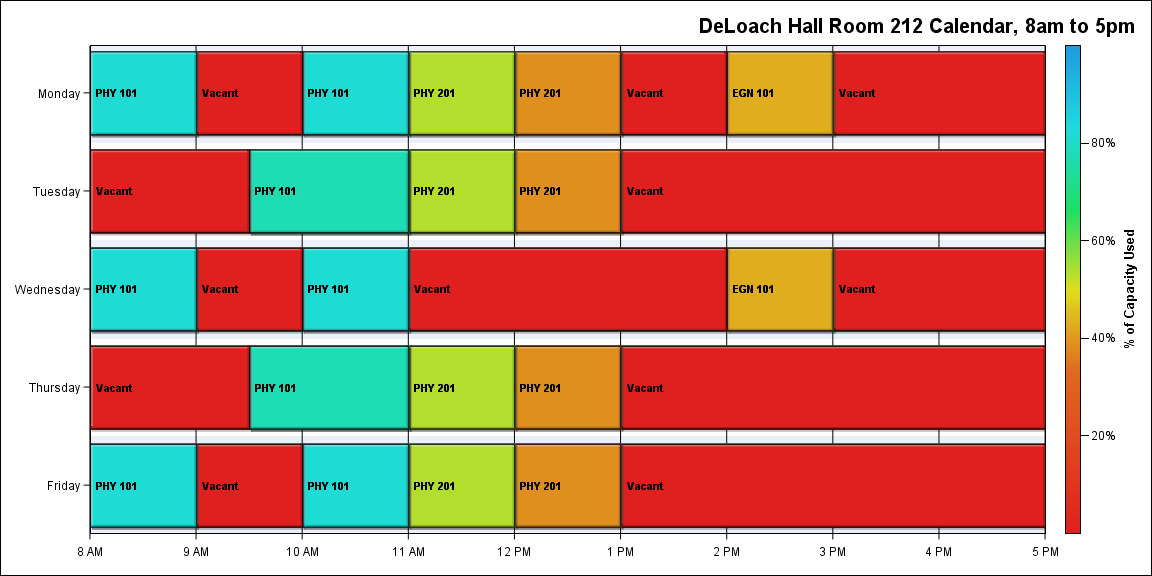 DeLoach Hall Room 212 Calendar, 8am to 5pm
Monday
PHY 101
Vacant
PHY 101
PHY 201
PHY 201
Vacant
EGN 101
Vacant
Tuesday
Vacant
PHY 101
PHY 201
PHY 201
Vacant
Wednesday
PHY 101
Vacant
PHY 101
Vacant
EGN 101
Vacant
Thursday
Vacant
PHY 101
PHY 201
PHY 201
Vacant
Friday
PHY 101
Vacant
PHY 101
PHY 201
PHY 201
Vacant
8 AM
9 AM
10 AM
11 AM
12 PM
1 PM
2 PM
3 PM
4 PM
5 PM
80%
60%
40%
20%
% of Capacity Used